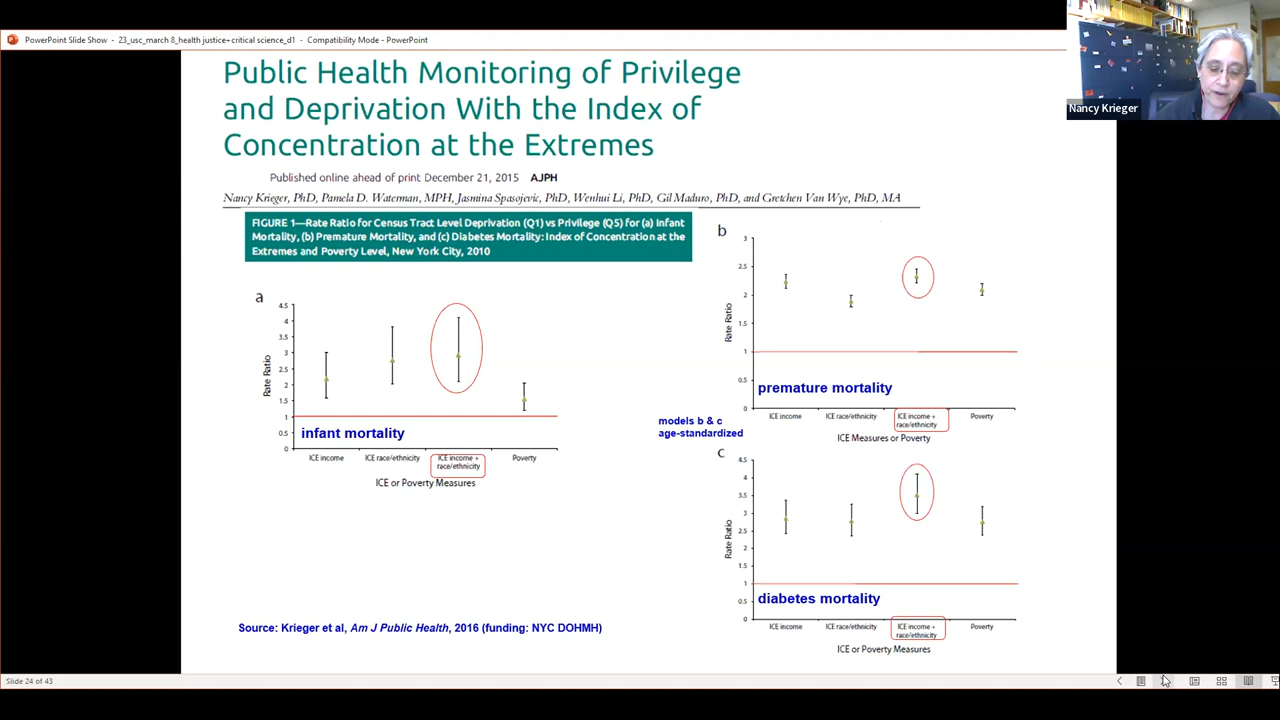 PowerPoint Slide Show - 23_usc_march 8_health justice+critical science_d1 - Compatibility Mode - PowerPoint
Nancy Krieger
Public Health Monitoring of Privilege
and Deprivation With the Index of
Concentration at the Extremes
Published online ahead of print December 21, 2015 AJPH
Nancy Krieger, PhD, Pamela D. Waterman, MPH, Jasmina Spasojevic, PhD, Wenhui Li, PhD, Gil Maduro, PhD, and Gretchen Van Wye, PhD, MA
FIGURE 1—Rate Ratio for Census Tract Level Deprivation (Q1) vs Privilege (Q5) for (a) Infant
Mortality, (b) Premature Mortality, and (c) Diabetes Mortality: Index of Concentration at the
Extremes and Poverty Level, New York City, 2010
a
4.5
4
3.5
3
2.5
2
1.5
1
0.5
0
Rate Ratio
infant mortality
ICE income ICE race/ethnicity ICE income + Poverty
race/ethnicity
ICE or Poverty Measures
b
3
2.5
2
1.5
1
0.5
0
Rate Ratio
premature mortality
ICE income ICE race/ethnicity ICE income + Poverty
race/ethnicity
ICE Measures or Poverty
models b & c
age-standardized
c
4.5
4
3.5
3
2.5
2
1.5
1
0.5
0
Rate Ratio
diabetes mortality
ICE income ICE race/ethnicity ICE income + Poverty
race/ethnicity
ICE or Poverty Measures
Source: Krieger et al, Am J Public Health, 2016 (funding: NYC DOHMH)
Slide 24 of 43